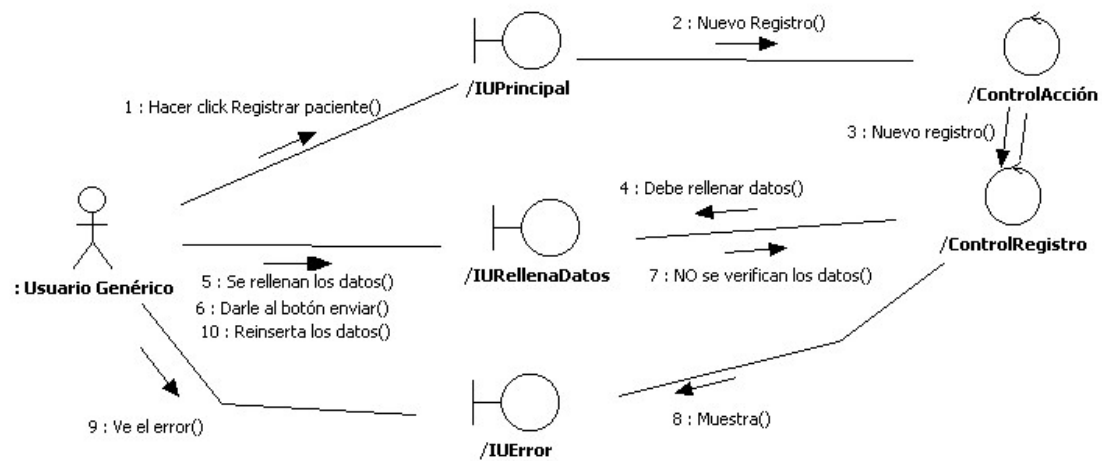 2 : Nuevo Registro()
/IUPrincipal
/ControlAcción
1 : Hacer click Registrar paciente()
3 : Nuevo registro()
4 : Debe rellenar datos()
/ControlRegistro
: Usuario Genérico
/IURellenaDatos
5 : Se rellenan los datos()
7 : NO se verifican los datos()
6 : Darle al botón enviar()
10 : Reinserta los datos()
9 : Ve el error()
8 : Muestra()
/IUError